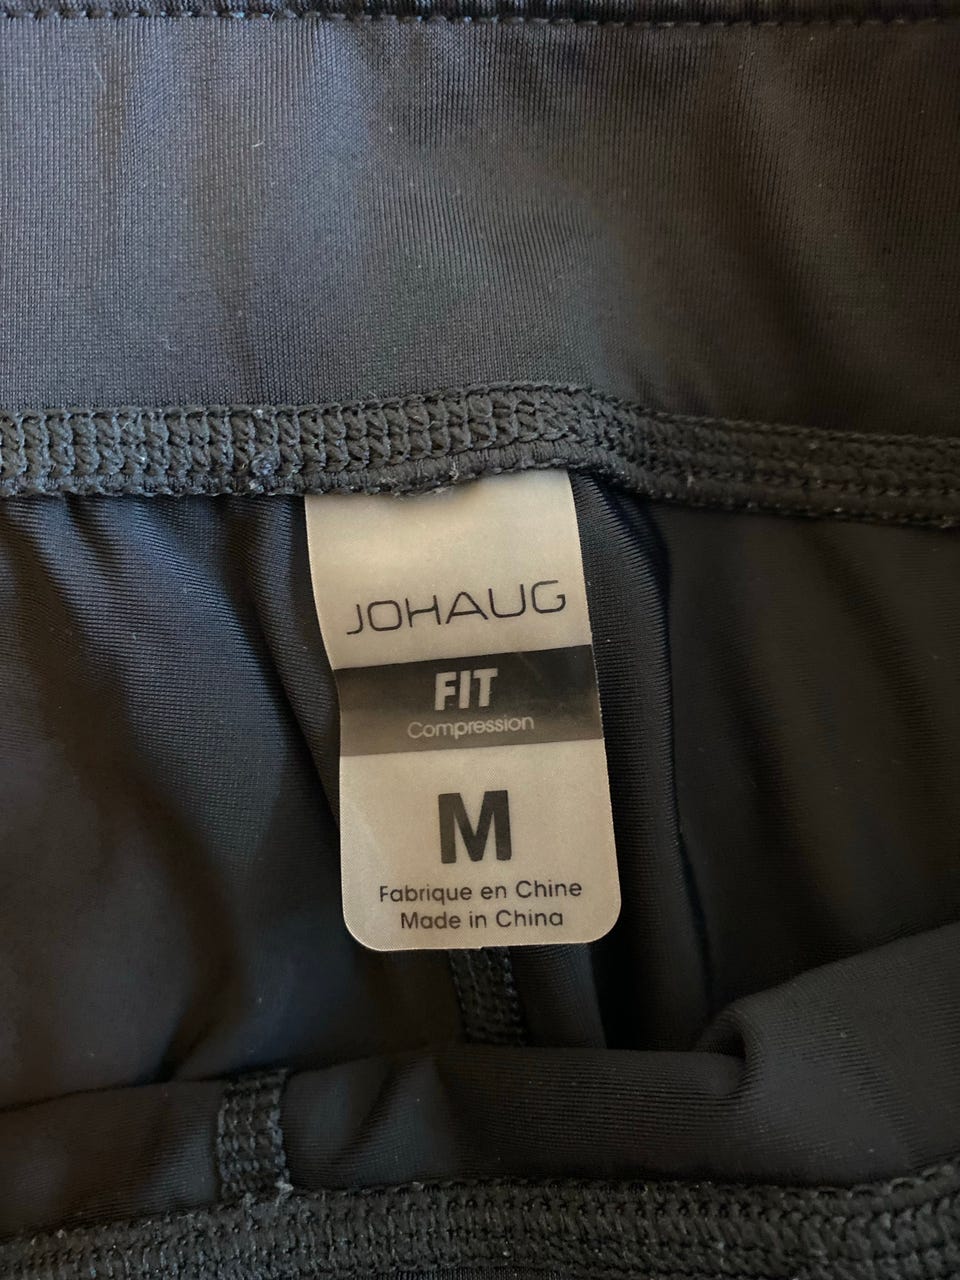 JOHAUG
FIT
Compression
M
Fabrique en Chine
Made in China